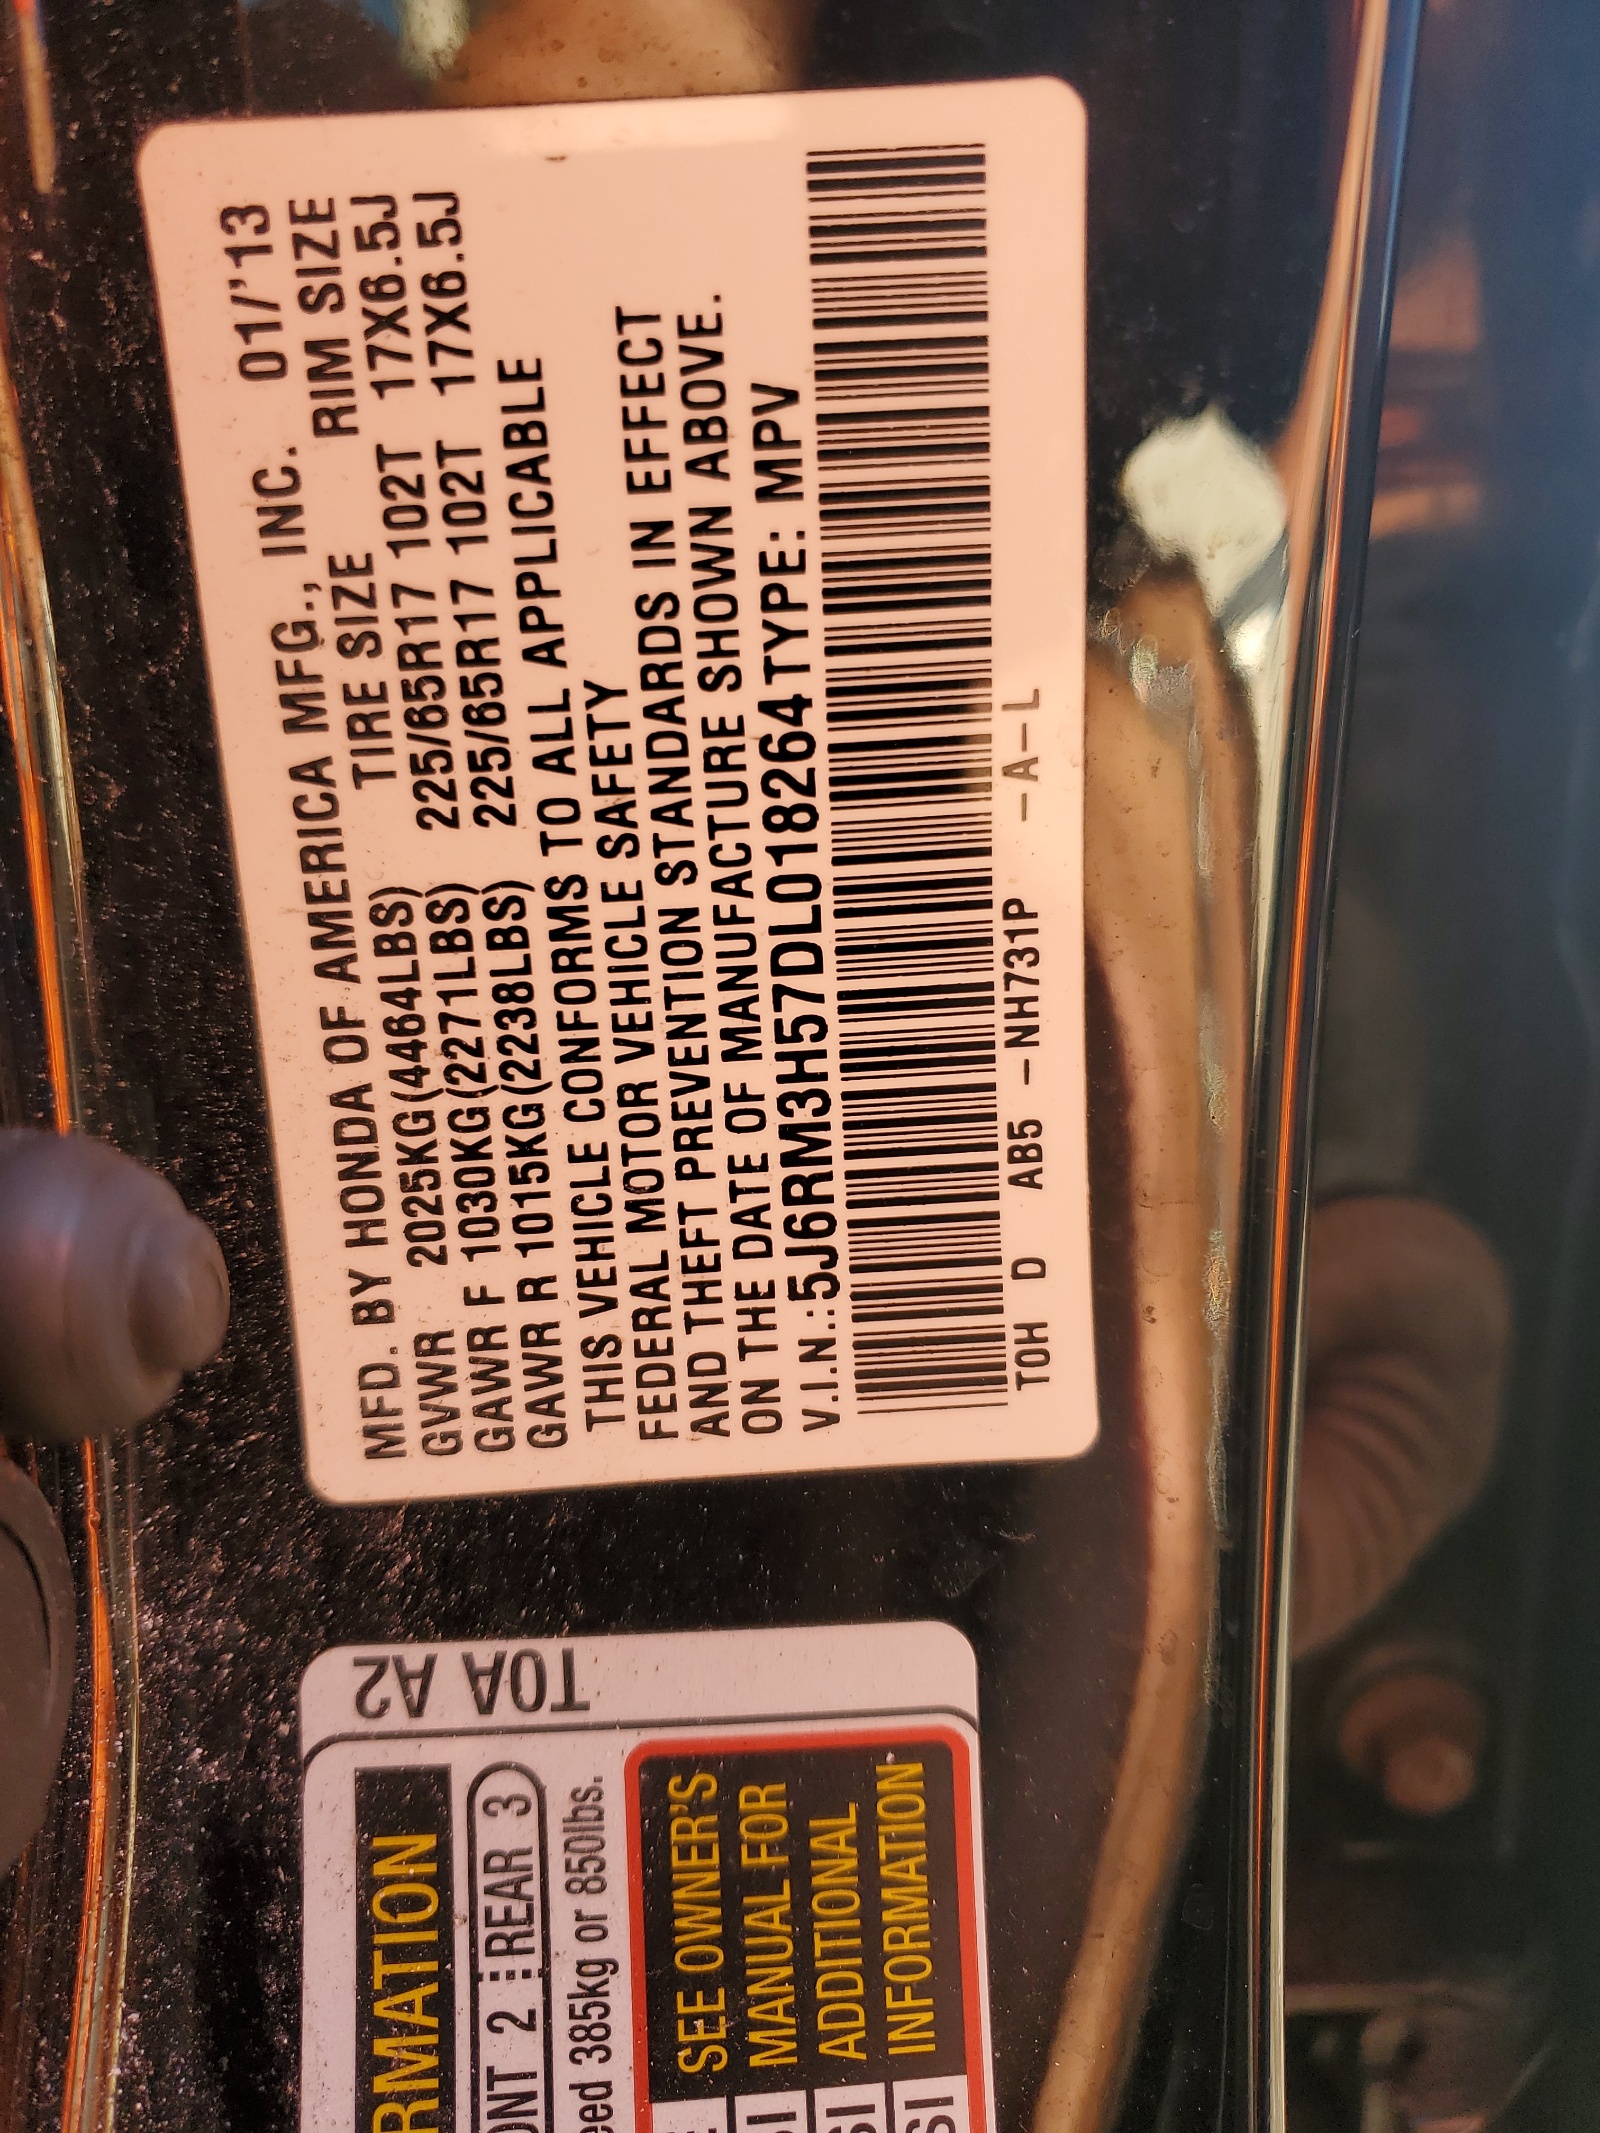 MFD. BY HONDA OF AMERICA MFG., INC. 01/'13
TIRE SIZE RIM SIZE
GVWR 2025KG(4464LBS) 225/65R17 102T 17X6.5J
GAWR F 1030KG(2271LBS) 225/65R17 102T 17X6.5J
GAWR R 1015KG(2238LBS)
THIS VEHICLE CONFORMS TO ALL APPLICABLE
FEDERAL MOTOR VEHICLE SAFETY
AND THEFT PREVENTION STANDARDS IN EFFECT
ON THE DATE OF MANUFACTURE SHOWN ABOVE.
V.I.N.:5J6RM3H57DL018264 TYPE: MPV
TOH D AB5 -NH731P -A-L
TOA A2
RMATION
ONT 2 REAR 3
eed 385kg or 850lbs.
SEE OWNER'S
MANUAL FOR
ADDITIONAL
INFORMATION